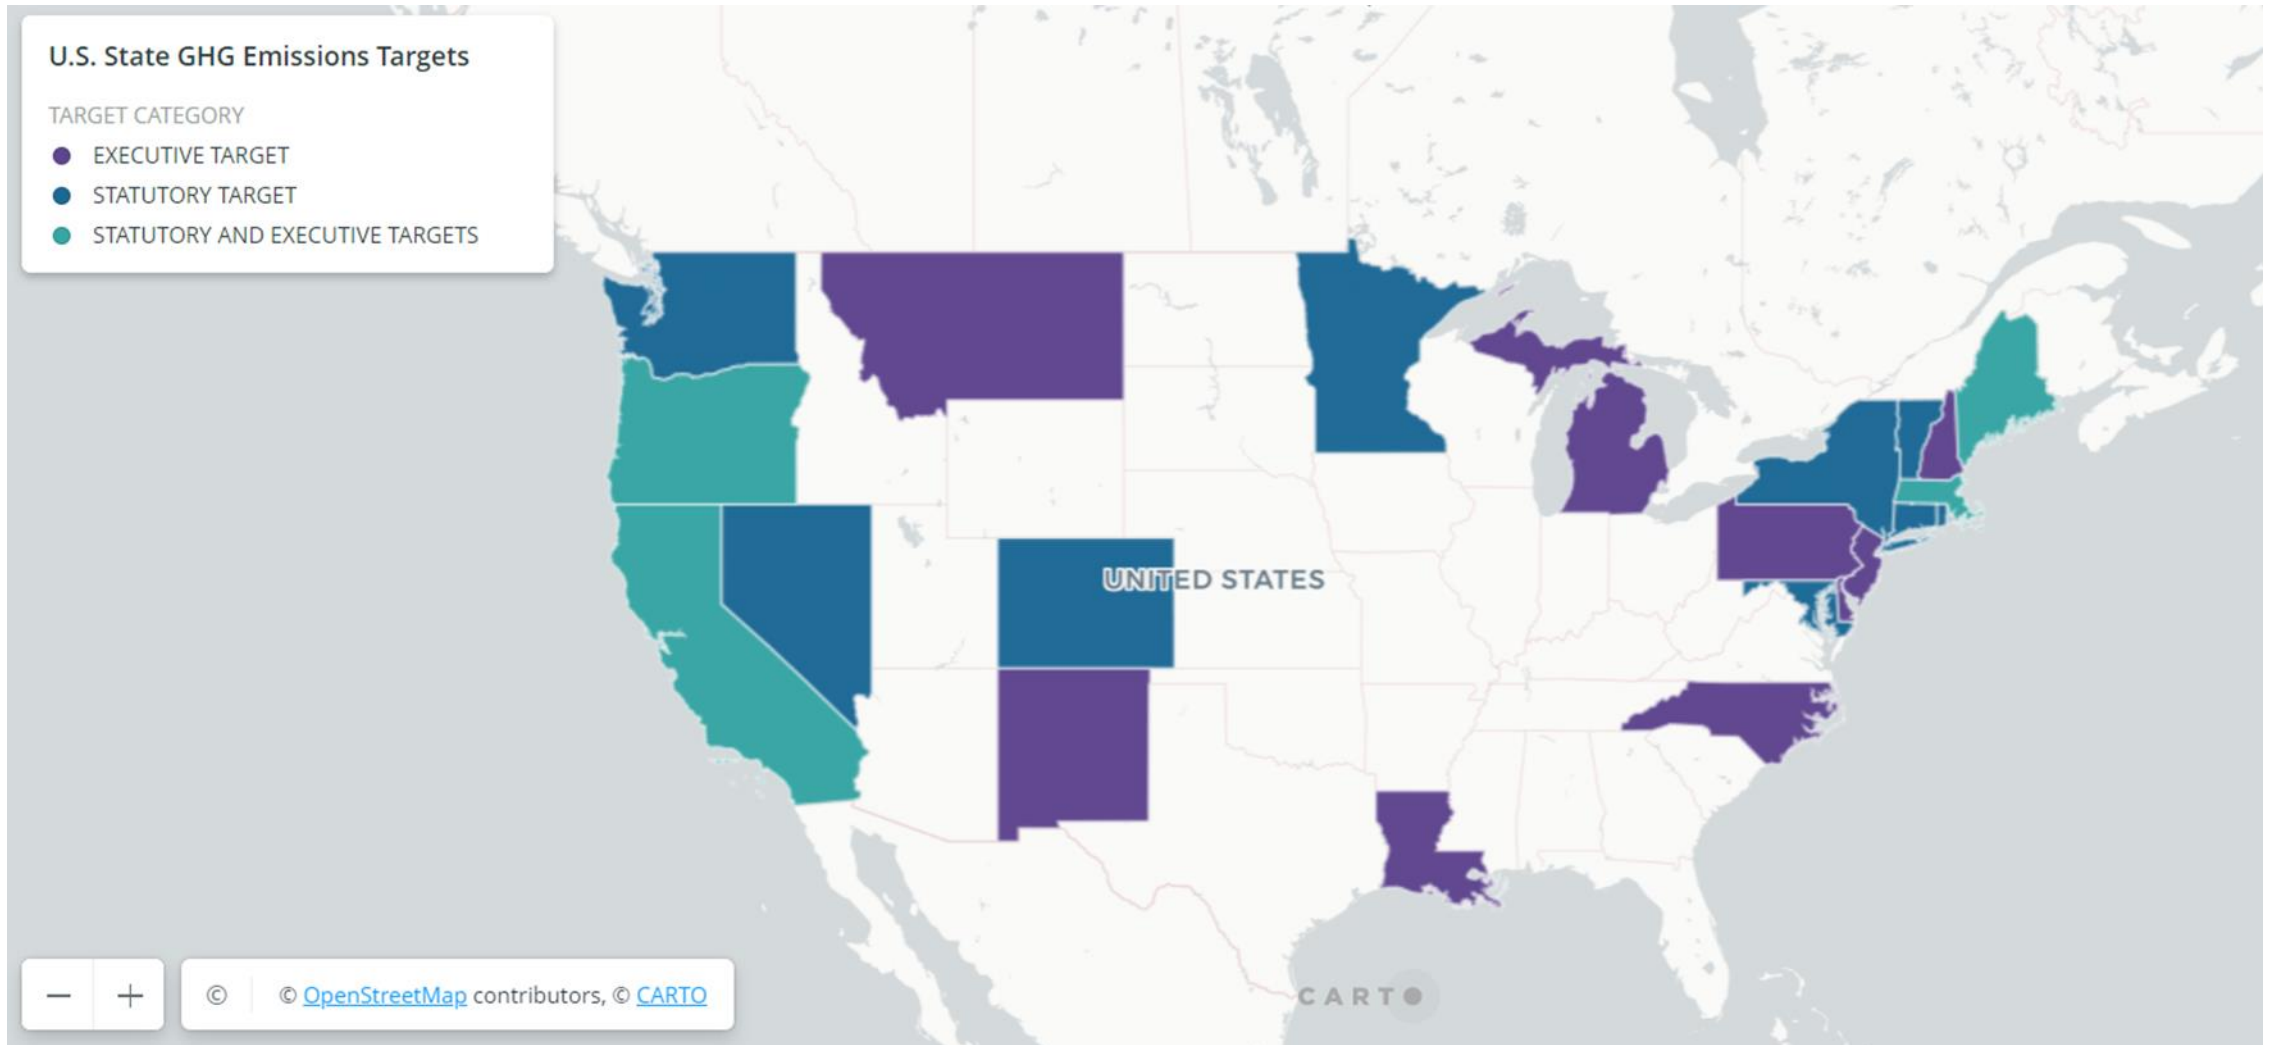 U.S. State GHG Emissions Targets
TARGET CATEGORY
EXECUTIVE TARGET
STATUTORY TARGET
STATUTORY AND EXECUTIVE TARGETS
UNITED STATES
− + © © OpenStreetMap contributors, © CARTO
CARTO